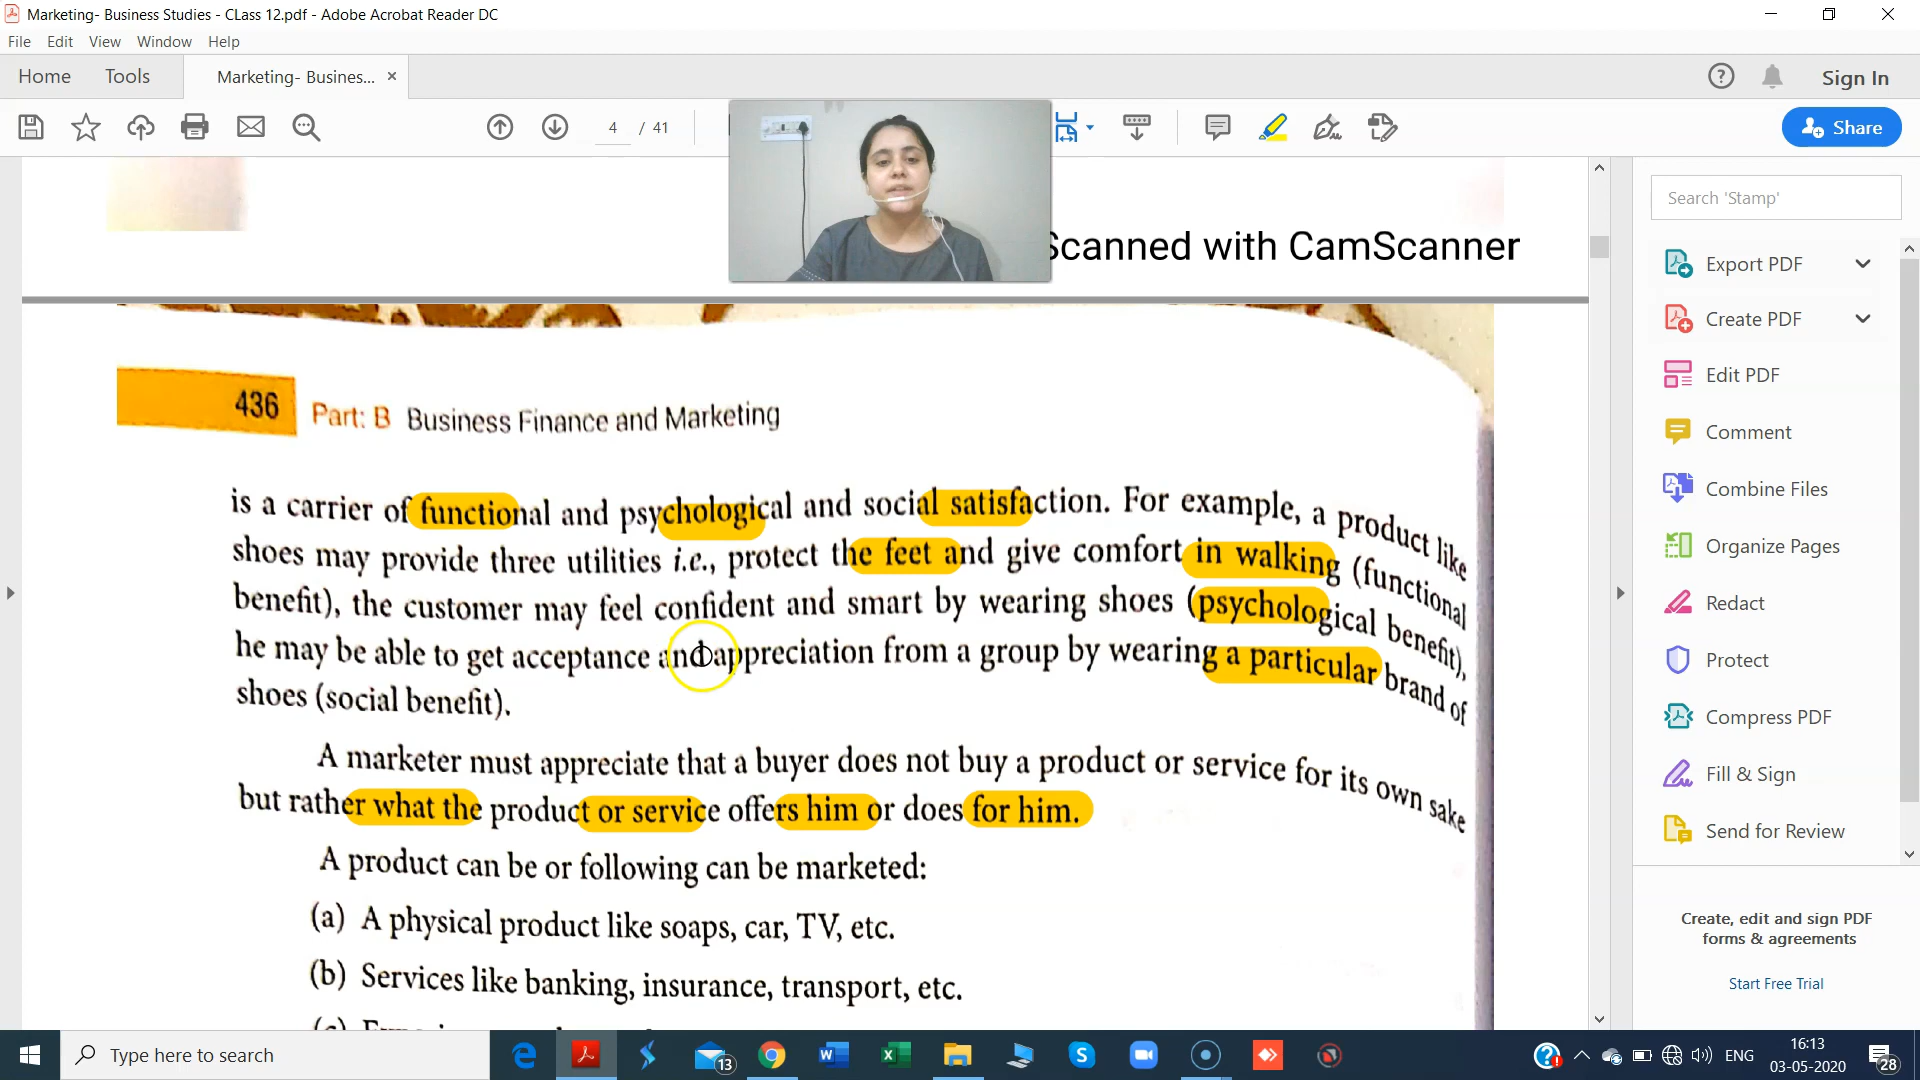 Marketing- Business Studies - CLass 12.pdf - Adobe Acrobat Reader DC
File Edit View Window Help
Home Tools Marketing- Busines... × Sign In
4 / 41 Share
Search 'Stamp'
Scanned with CamScanner
Export PDF
Create PDF
Edit PDF
Comment
Combine Files
Organize Pages
Redact
Protect
Compress PDF
Fill & Sign
Send for Review
Create, edit and sign PDF
forms & agreements
Start Free Trial
436 Part: B Business Finance and Marketing
is a carrier of functional and psychological and social satisfaction. For example, a product like
shoes may provide three utilities i.e., protect the feet and give comfort in walking (functional
benefit), the customer may feel confident and smart by wearing shoes (psychological benefit),
he may be able to get acceptance and appreciation from a group by wearing a particular brand of
shoes (social benefit).
A marketer must appreciate that a buyer does not buy a product or service for its own sake
but rather what the product or service offers him or does for him.
A product can be or following can be marketed:
(a) A physical product like soaps, car, TV, etc.
(b) Services like banking, insurance, transport, etc.
Type here to search
13
ENG
16:13
03-05-2020
28